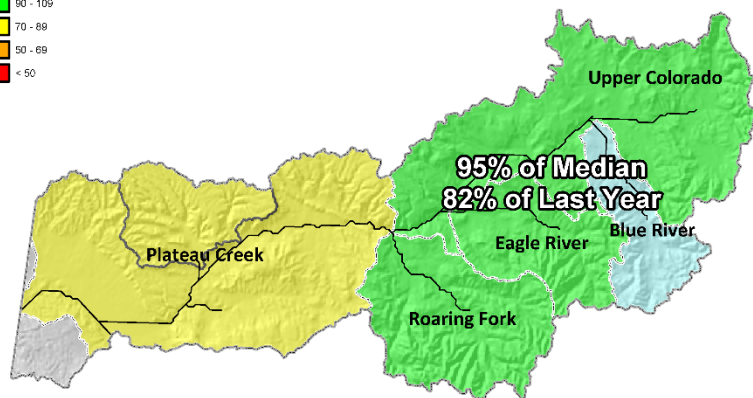 90 - 109
70 - 89
50 - 69
< 50
Upper Colorado
95% of Median
82% of Last Year
Blue River
Eagle River
Plateau Creek
Roaring Fork